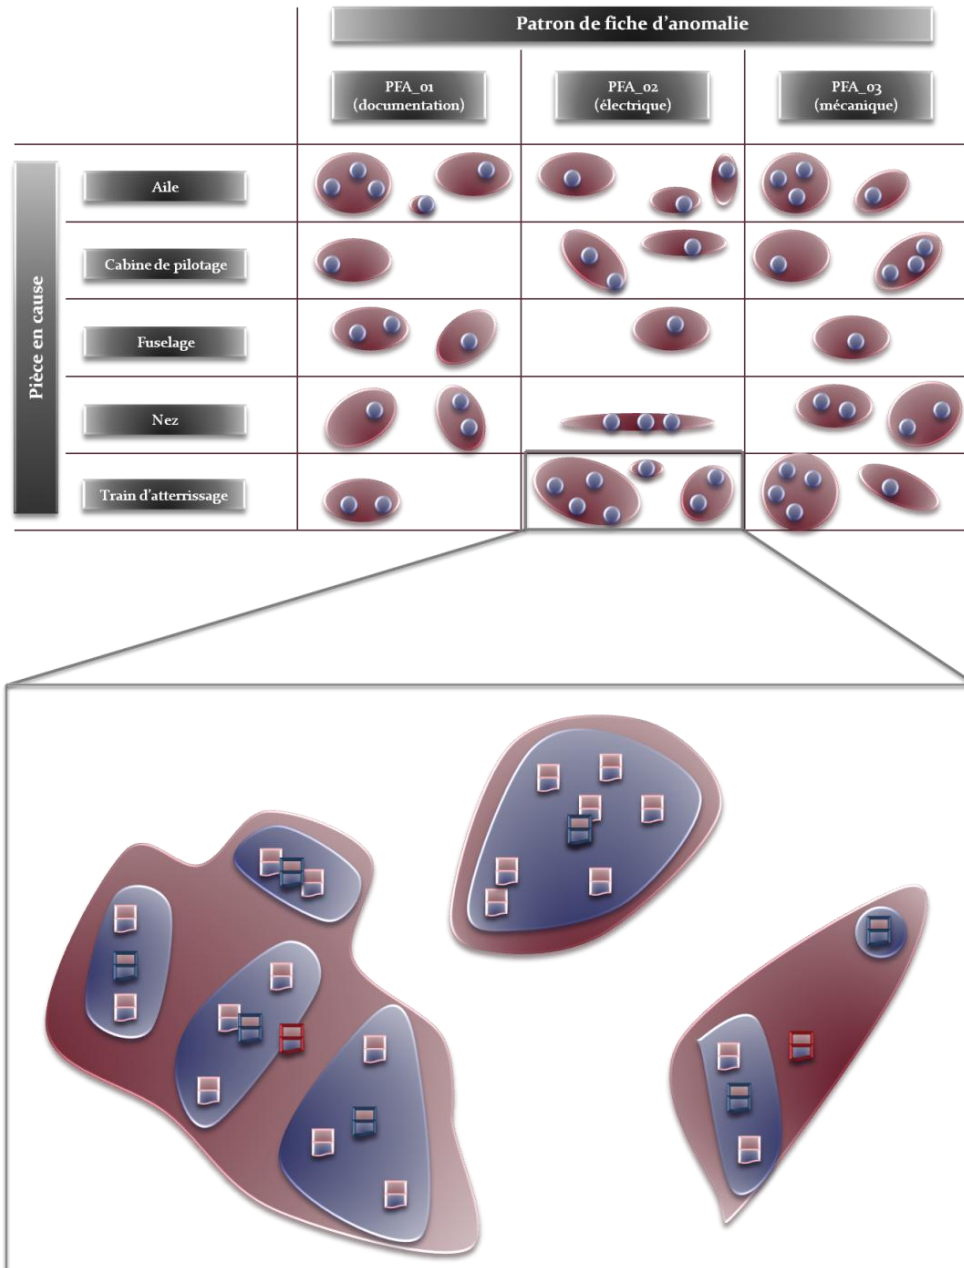 Patron de fiche d'anomalie
PFA_01
(documentation)
PFA_02
(électrique)
PFA_03
(mécanique)
Pièce en cause
Aile
Cabine de pilotage
Fuselage
Nez
Train d'atterrissage